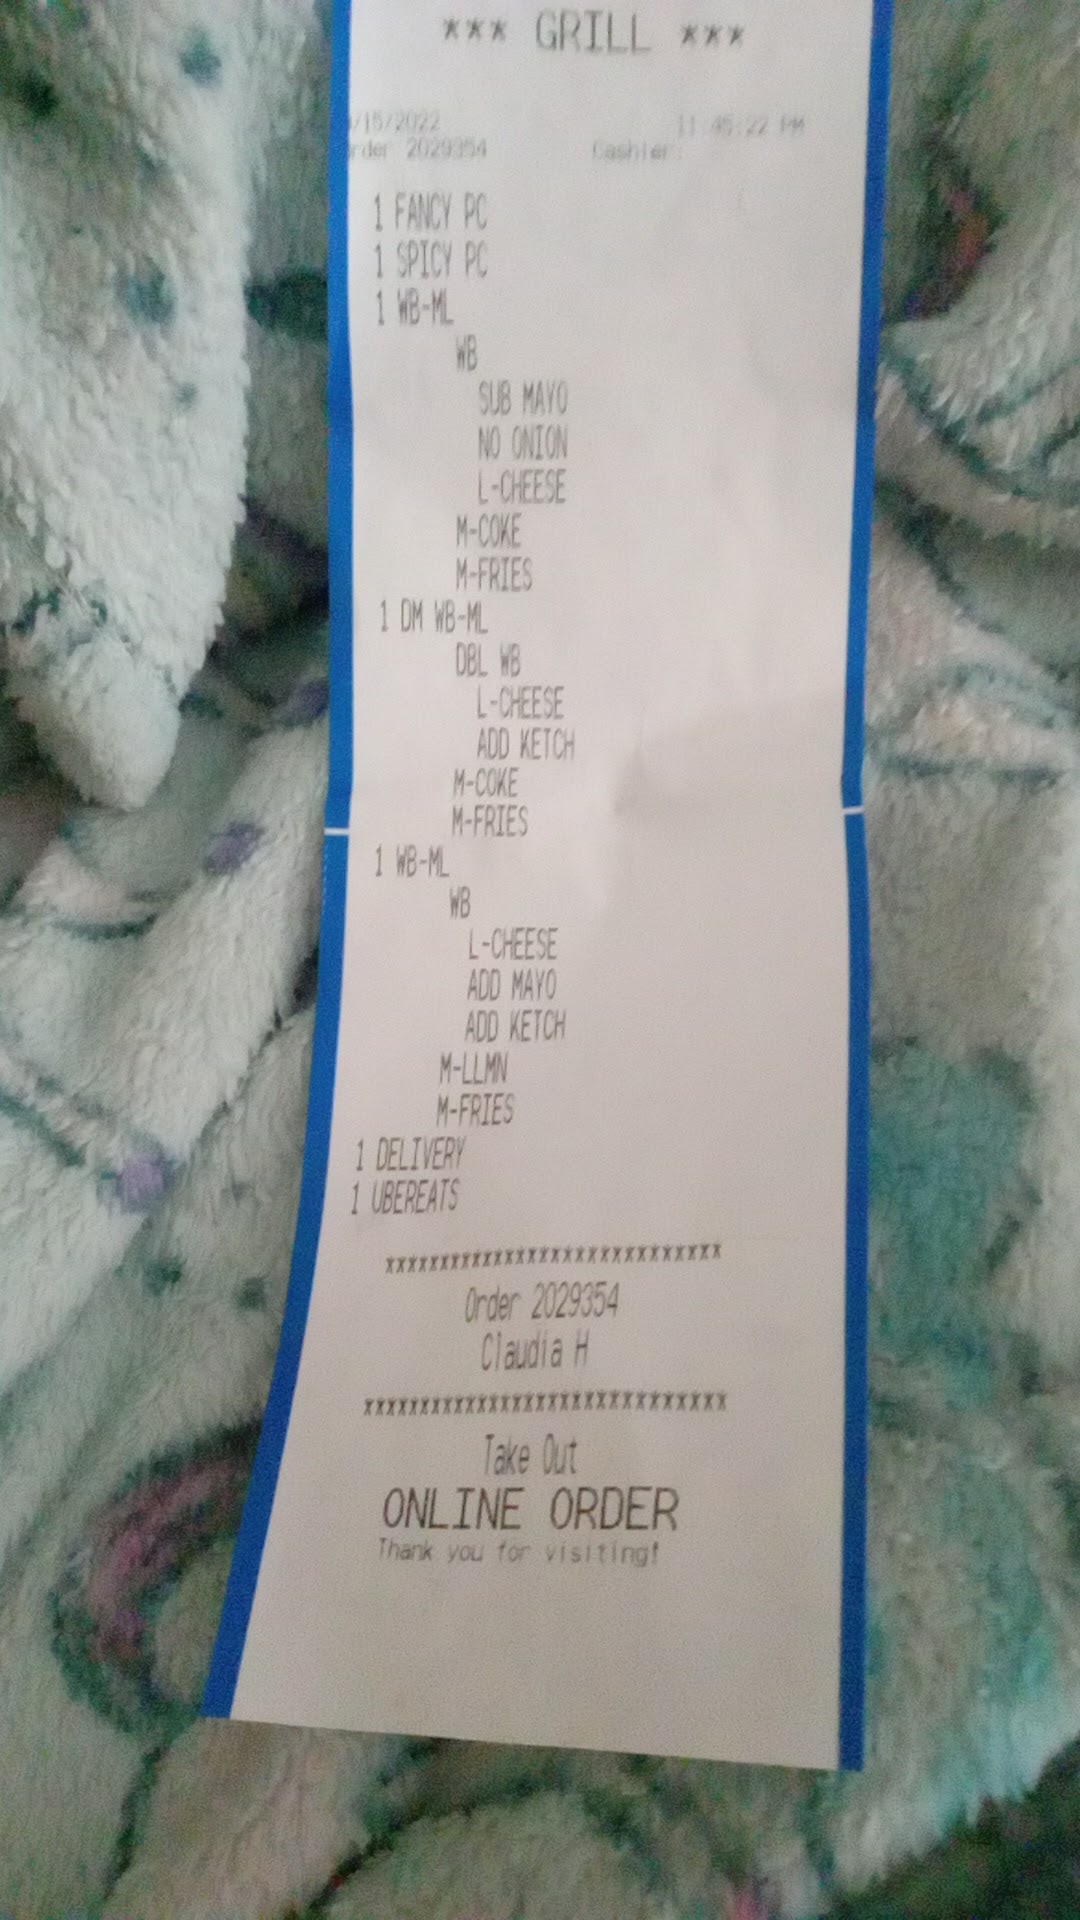 *** GRILL ***
/15/2022 11:45:22 PM
rder 2029354 Cashier:
1 FANCY PC
1 SPICY PC
1 WB-ML
WB
SUB MAYO
NO ONION
L-CHEESE
M-COKE
M-FRIES
1 DM WB-ML
DBL WB
L-CHEESE
ADD KETCH
M-COKE
M-FRIES
1 WB-ML
WB
L-CHEESE
ADD MAYO
ADD KETCH
M-LLMN
M-FRIES
1 DELIVERY
1 UBEREATS
xxxxxxxxxxxxxxxxxxxxxxxxxxxxxx
Order 2029354
Claudia H
xxxxxxxxxxxxxxxxxxxxxxxxxxxxxxxx
Take Out
ONLINE ORDER
Thank you for visiting!